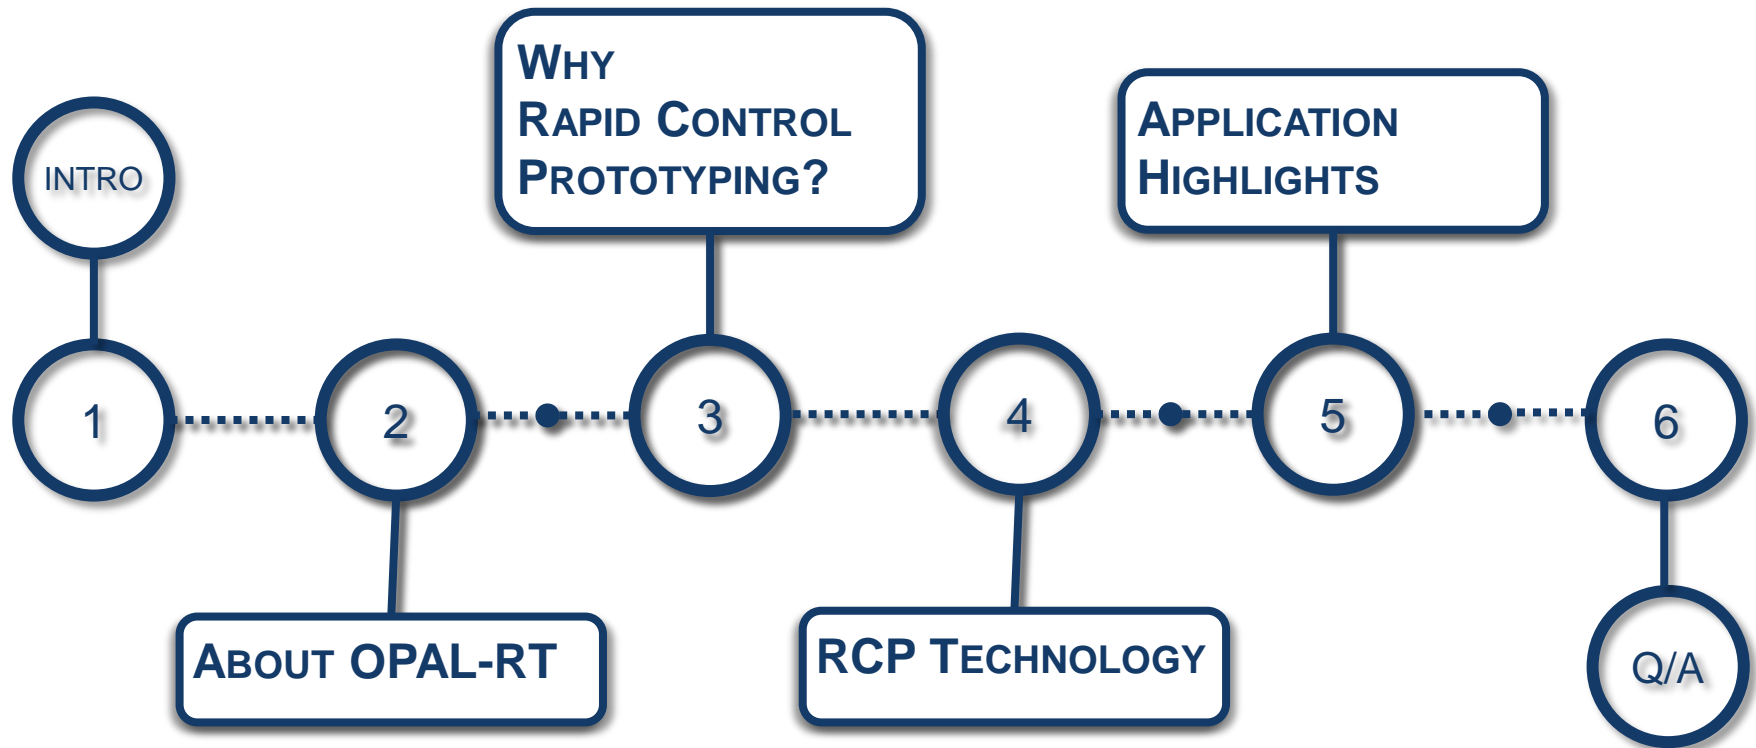 INTRO
1
2
ABOUT OPAL-RT
3
WHY
RAPID CONTROL
PROTOTYPING?
4
RCP TECHNOLOGY
5
APPLICATION
HIGHLIGHTS
6
Q/A